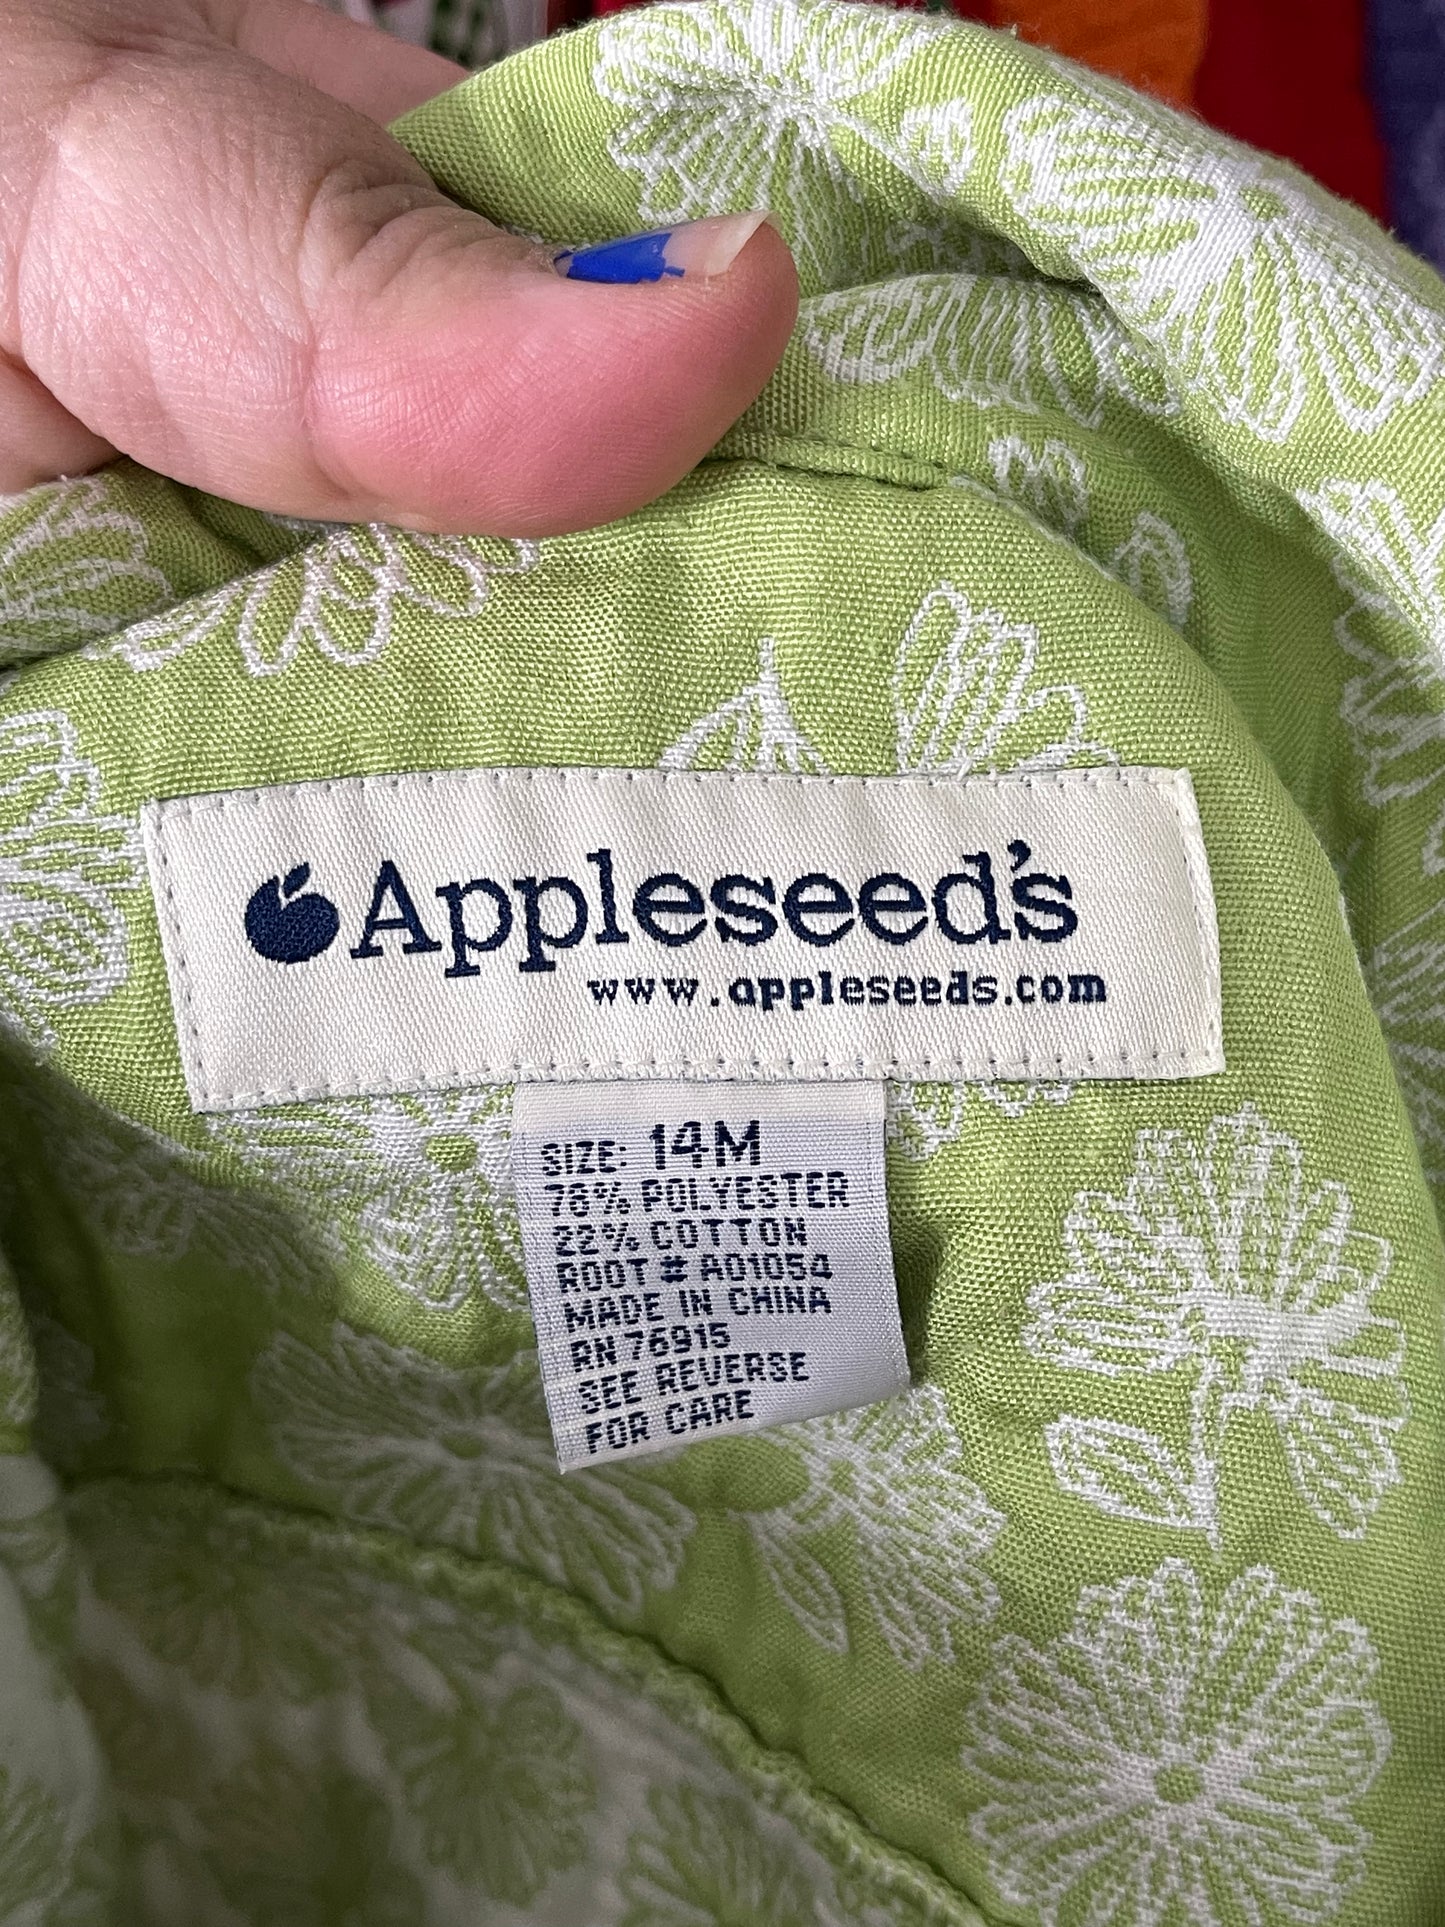 Appleseed's
www.appleseeds.com
SIZE: 14M
78% POLYESTER
22% COTTON
ROOT # A01054
MADE IN CHINA
RN 76915
SEE REVERSE
FOR CARE